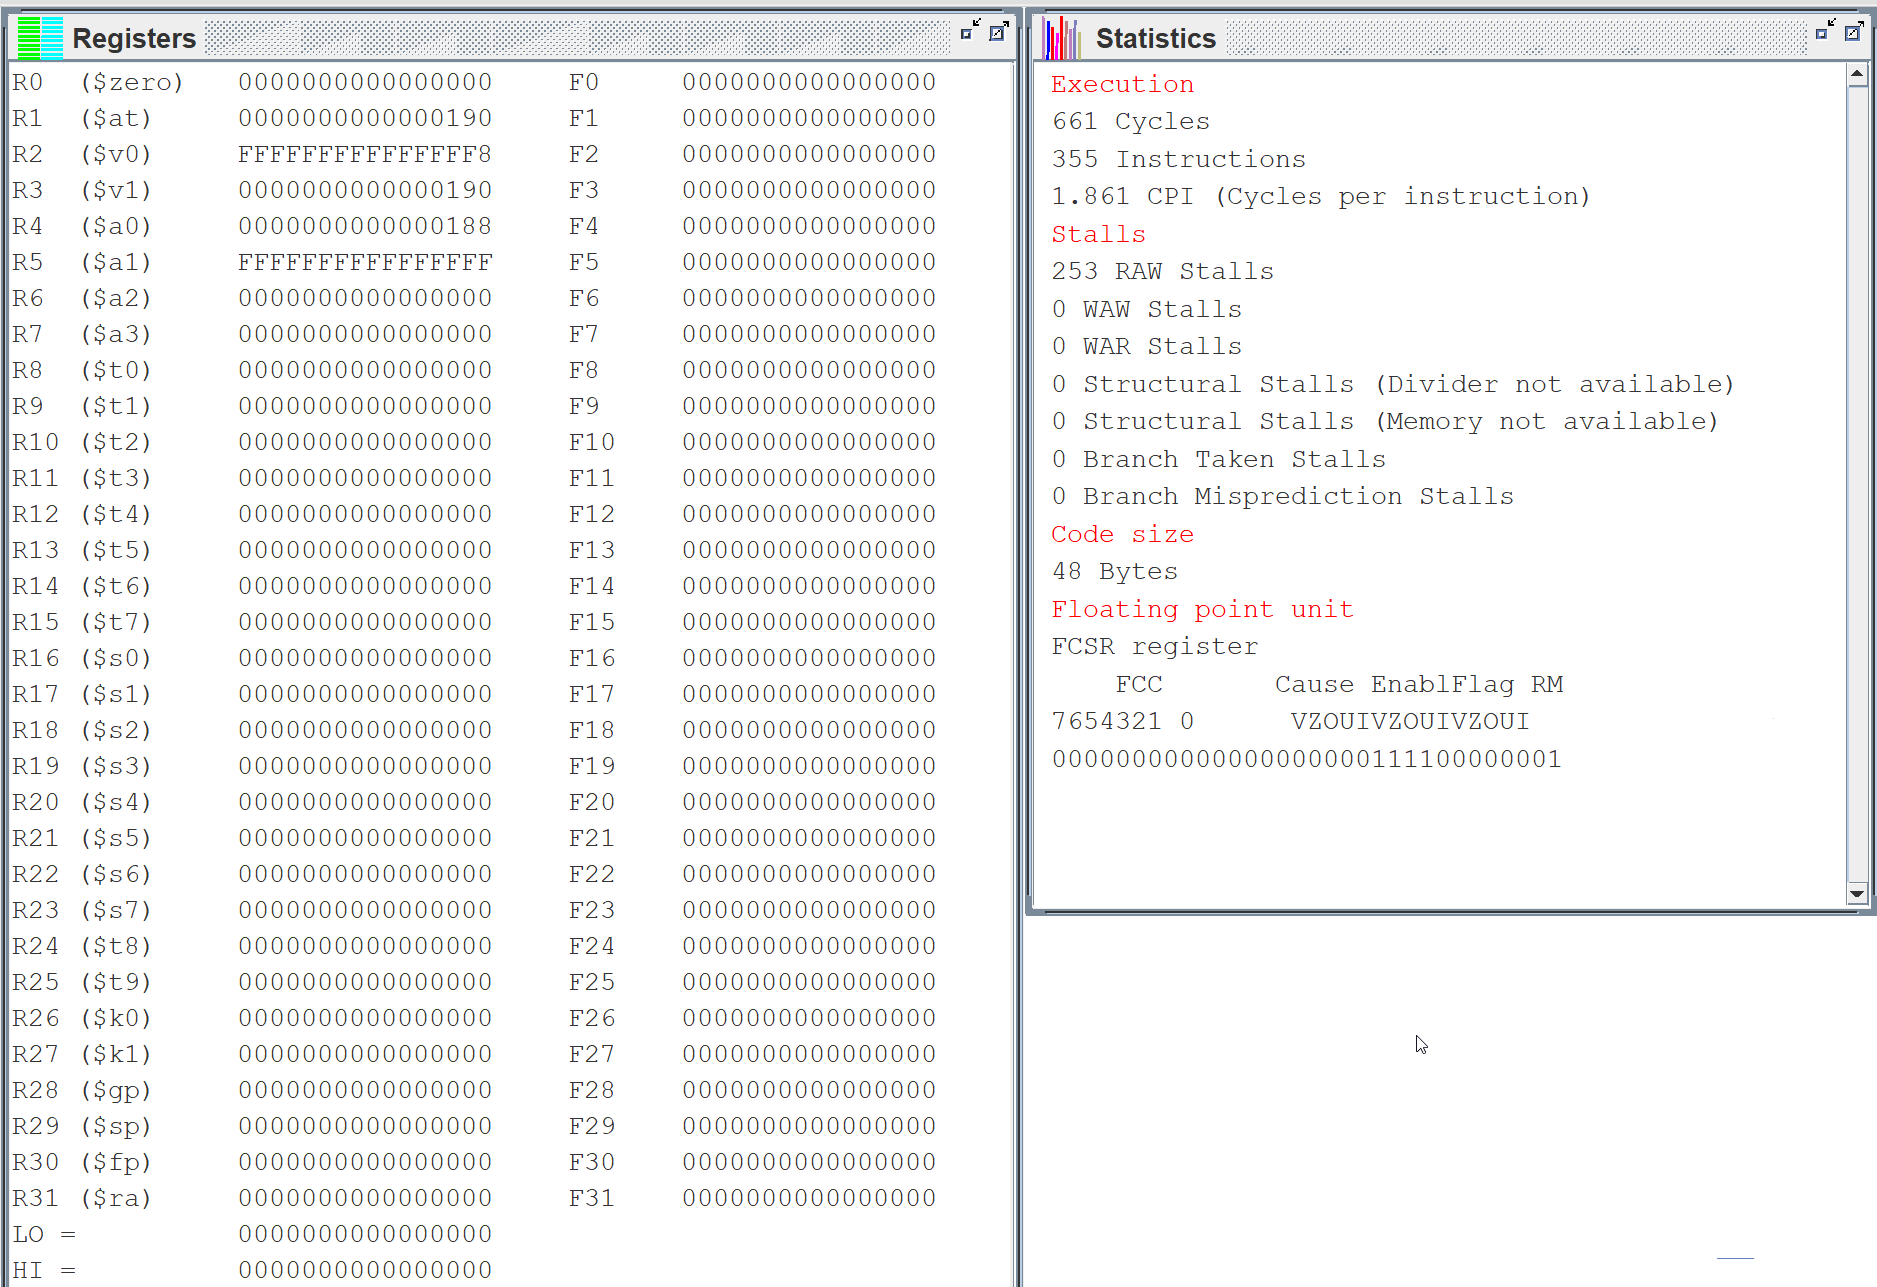 Registers
R0 ($zero) 0000000000000000 F0 0000000000000000
R1 ($at) 0000000000000190 F1 0000000000000000
R2 ($v0) FFFFFFFFFFFFFFF8 F2 0000000000000000
R3 ($v1) 0000000000000190 F3 0000000000000000
R4 ($a0) 0000000000000188 F4 0000000000000000
R5 ($a1) FFFFFFFFFFFFFFFF F5 0000000000000000
R6 ($a2) 0000000000000000 F6 0000000000000000
R7 ($a3) 0000000000000000 F7 0000000000000000
R8 ($t0) 0000000000000000 F8 0000000000000000
R9 ($t1) 0000000000000000 F9 0000000000000000
R10 ($t2) 0000000000000000 F10 0000000000000000
R11 ($t3) 0000000000000000 F11 0000000000000000
R12 ($t4) 0000000000000000 F12 0000000000000000
R13 ($t5) 0000000000000000 F13 0000000000000000
R14 ($t6) 0000000000000000 F14 0000000000000000
R15 ($t7) 0000000000000000 F15 0000000000000000
R16 ($s0) 0000000000000000 F16 0000000000000000
R17 ($s1) 0000000000000000 F17 0000000000000000
R18 ($s2) 0000000000000000 F18 0000000000000000
R19 ($s3) 0000000000000000 F19 0000000000000000
R20 ($s4) 0000000000000000 F20 0000000000000000
R21 ($s5) 0000000000000000 F21 0000000000000000
R22 ($s6) 0000000000000000 F22 0000000000000000
R23 ($s7) 0000000000000000 F23 0000000000000000
R24 ($t8) 0000000000000000 F24 0000000000000000
R25 ($t9) 0000000000000000 F25 0000000000000000
R26 ($k0) 0000000000000000 F26 0000000000000000
R27 ($k1) 0000000000000000 F27 0000000000000000
R28 ($gp) 0000000000000000 F28 0000000000000000
R29 ($sp) 0000000000000000 F29 0000000000000000
R30 ($fp) 0000000000000000 F30 0000000000000000
R31 ($ra) 0000000000000000 F31 0000000000000000
LO = 0000000000000000
HI = 0000000000000000
Statistics
Execution
661 Cycles
355 Instructions
1.861 CPI (Cycles per instruction)
Stalls
253 RAW Stalls
0 WAW Stalls
0 WAR Stalls
0 Structural Stalls (Divider not available)
0 Structural Stalls (Memory not available)
0 Branch Taken Stalls
0 Branch Misprediction Stalls
Code size
48 Bytes
Floating point unit
FCSR register
FCC Cause EnablFlag RM
7654321 0 VZOUIVZOUIVZOUI
00000000000000000000111100000001